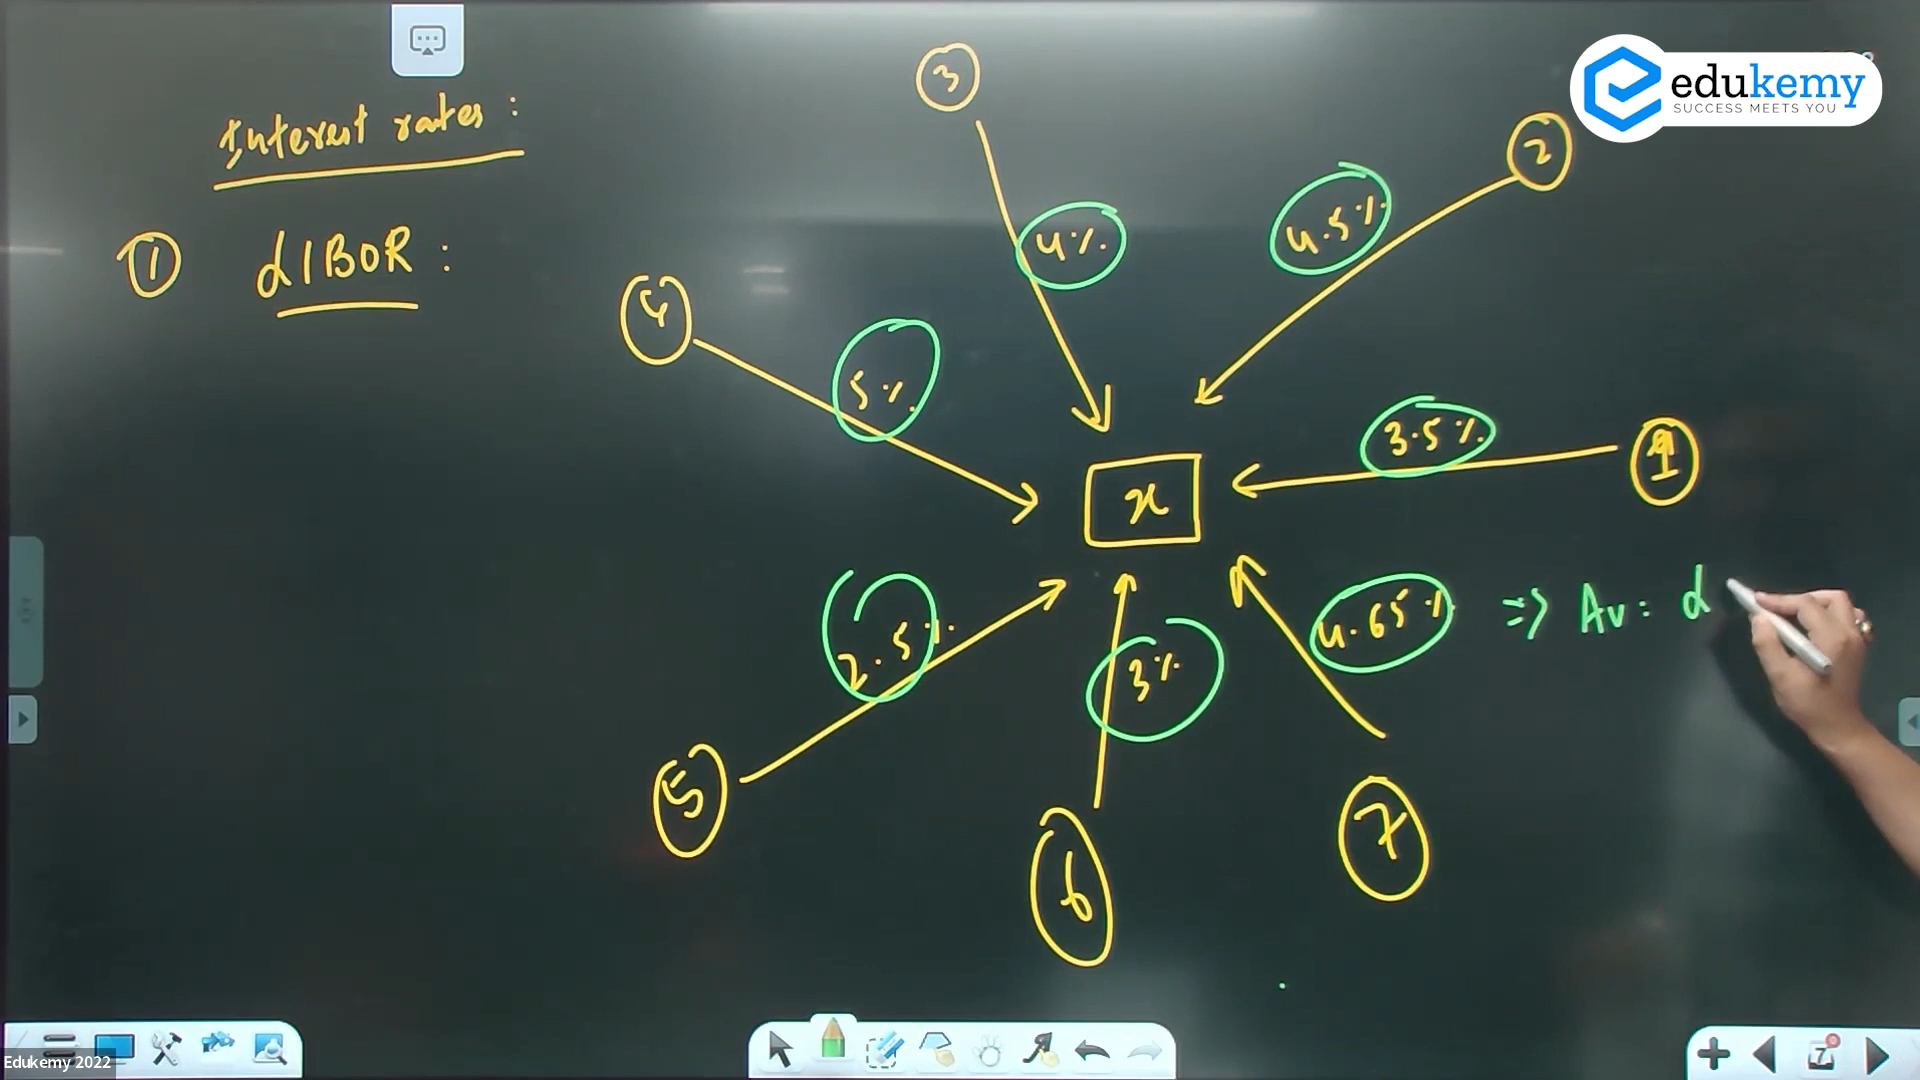 edukemy
SUCCESS MEETS YOU
Interest rates :
① LIBOR :
3
2
4%
4.5%
4
5%
3.5%
1
x
2.5%
3%
4.65% => Av : L
5
6
7
Edukemy 2022
7